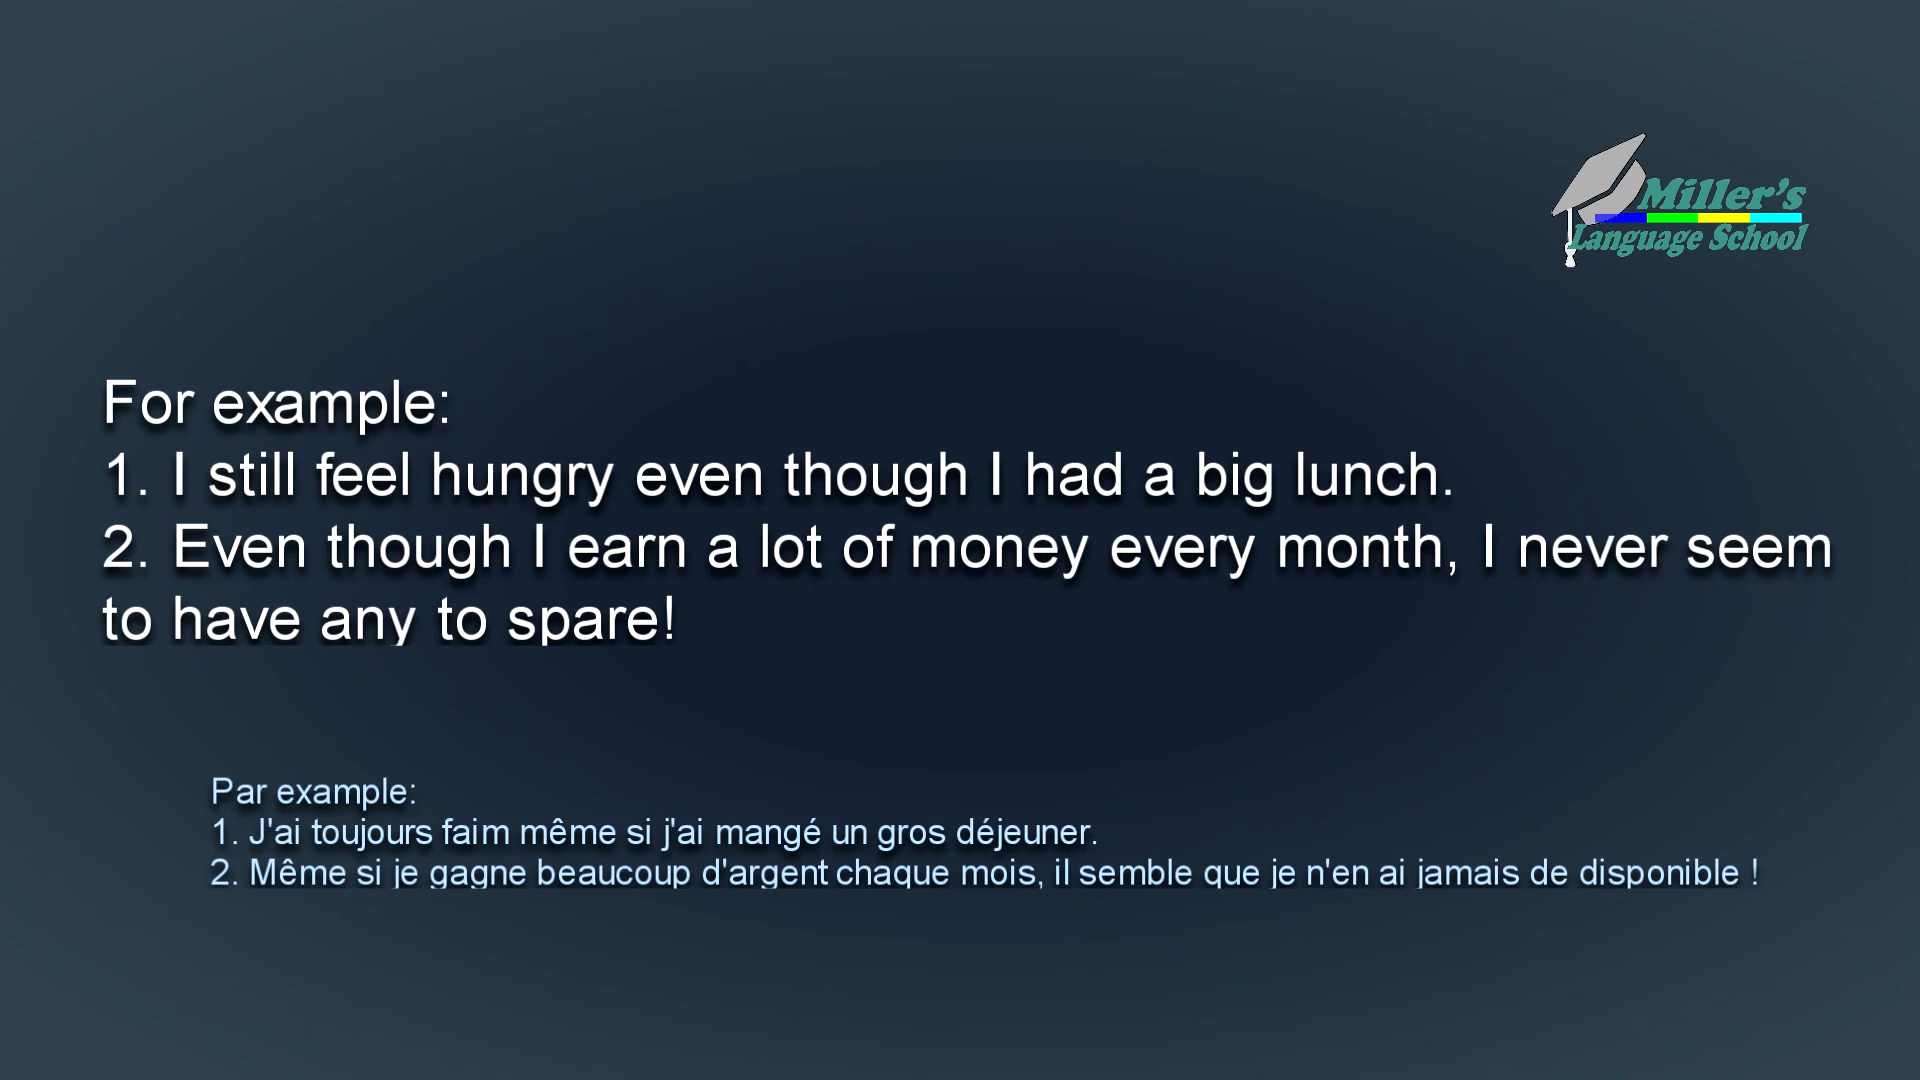 Miller's
Language School
For example:
1. I still feel hungry even though I had a big lunch.
2. Even though I earn a lot of money every month, I never seem
to have any to spare!
Par example:
1. J'ai toujours faim même si j'ai mangé un gros déjeuner.
2. Même si je gagne beaucoup d'argent chaque mois, il semble que je n'en ai jamais de disponible !